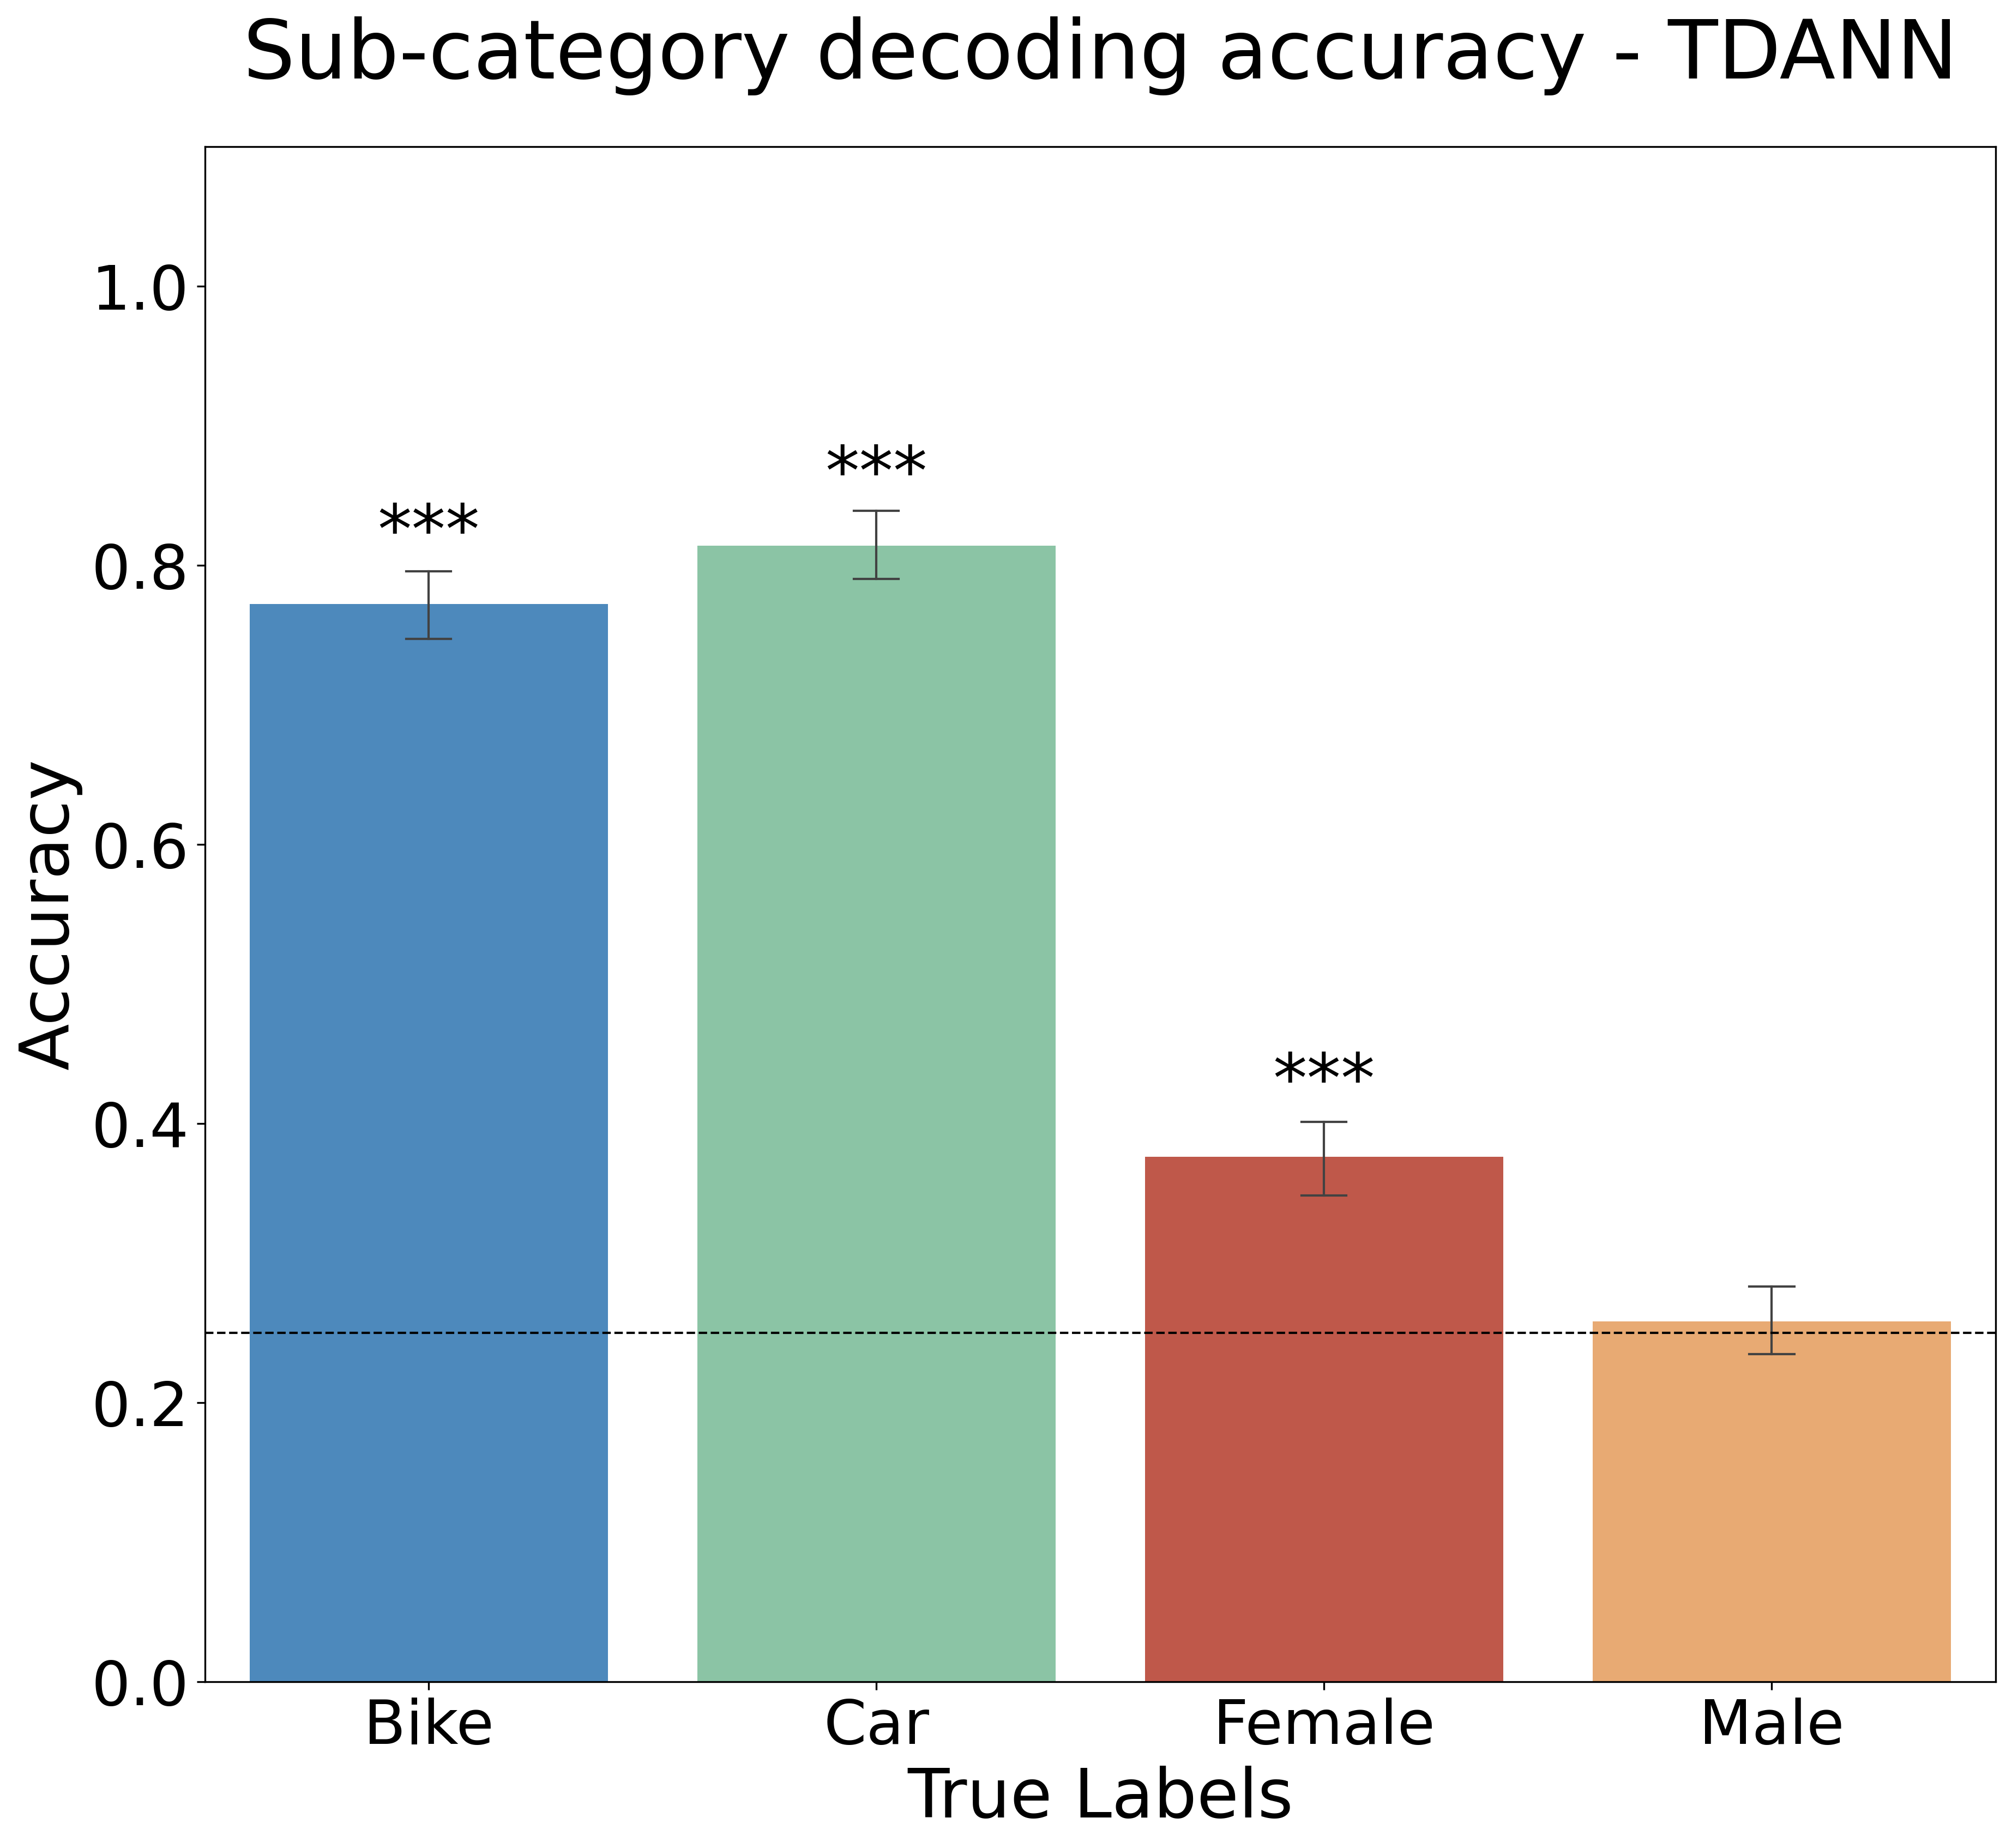 Sub-category decoding accuracy - TDANN
Accuracy
1.0
0.8
0.6
0.4
0.2
0.0
***
***
***
Bike
Car
Female
Male
True Labels